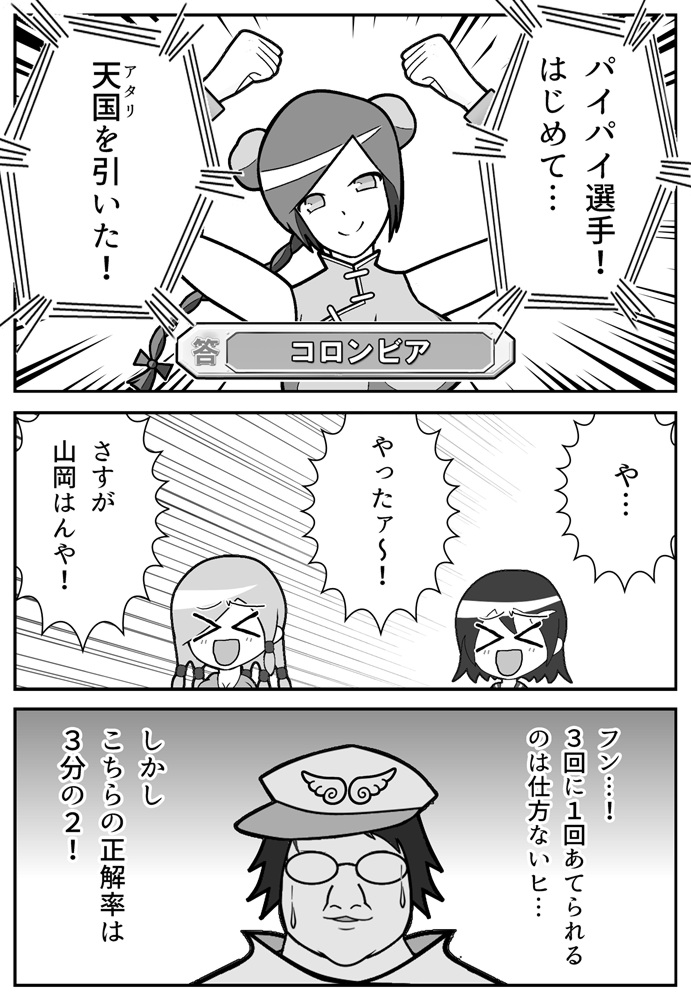 パイパイ選手！
はじめて…
天国を引いた！
アタリ
答 コロンビア
や…
やったァ～！
さすが
山岡はんや！
フン…！
３回に１回あてられる
のは仕方ないヒ…
しかし
こちらの正解率は
３分の２！